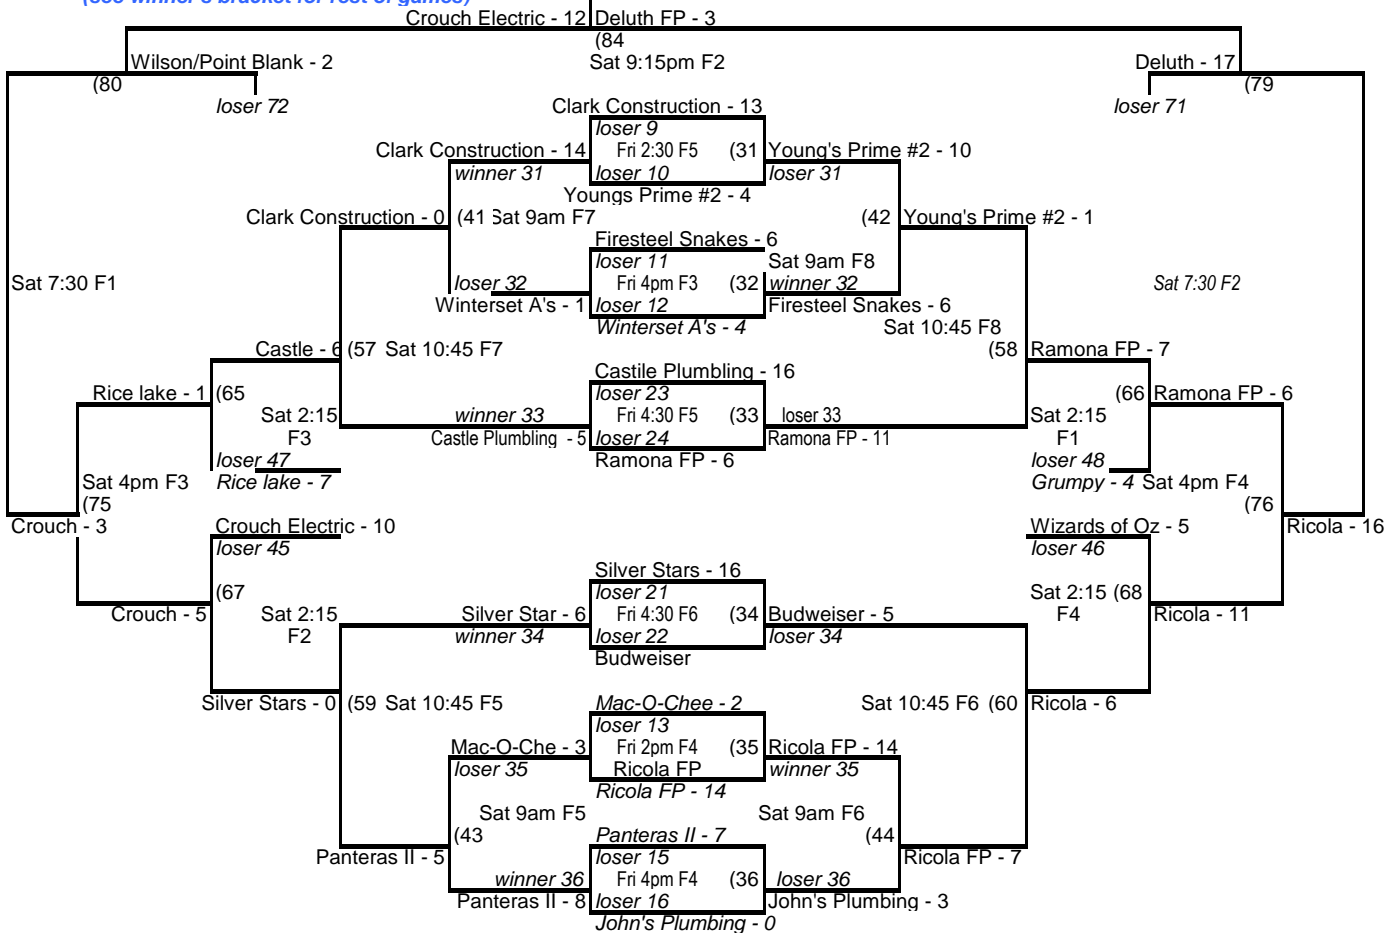 (see winner's bracket for rest of games)
Crouch Electric - 12 Deluth FP - 3
(84
Wilson/Point Blank - 2 Sat 9:15pm F2 Deluth - 17
(80 (79
loser 72 Clark Construction - 13 loser 71
loser 9
Clark Construction - 14 Fri 2:30 F5 (31 Young's Prime #2 - 10
winner 31 loser 10 loser 31
Youngs Prime #2 - 4
Clark Construction - 0 (41 Sat 9am F7 (42 Young's Prime #2 - 1
Firesteel Snakes - 6
loser 11 Sat 9am F8
Sat 7:30 F1 loser 32 Fri 4pm F3 (32 winner 32 Sat 7:30 F2
Winterset A's - 1 loser 12 Firesteel Snakes - 6
Winterset A's - 4 Sat 10:45 F8
Castle - 6 (57 Sat 10:45 F7 (58 Ramona FP - 7
Castile Plumbling - 16
Rice lake - 1 (65 loser 23 (66 Ramona FP - 6
Sat 2:15 winner 33 Fri 4:30 F5 (33 loser 33 Sat 2:15
F3 Castle Plumbling - 5 loser 24 Ramona FP - 11 F1
loser 47 Ramona FP - 6 loser 48
Sat 4pm F3 Rice lake - 7 Grumpy - 4 Sat 4pm F4
(75 (76
Crouch - 3 Crouch Electric - 10 Wizards of Oz - 5 Ricola - 16
loser 45 loser 46
Silver Stars - 16
(67 loser 21 Sat 2:15 (68
Crouch - 5 Sat 2:15 Silver Star - 6 Fri 4:30 F6 (34 Budweiser - 5 F4 Ricola - 11
F2 winner 34 loser 22 loser 34
Budweiser
Silver Stars - 0 (59 Sat 10:45 F5 Mac-O-Chee - 2 Sat 10:45 F6 (60 Ricola - 6
loser 13
Mac-O-Che - 3 Fri 2pm F4 (35 Ricola FP - 14
loser 35 Ricola FP winner 35
Ricola FP - 14
Sat 9am F5 Sat 9am F6
(43 Panteras II - 7 (44
Panteras II - 5 loser 15 Ricola FP - 7
winner 36 Fri 4pm F4 (36 loser 36
Panteras II - 8 loser 16 John's Plumbing - 3
John's Plumbing - 0